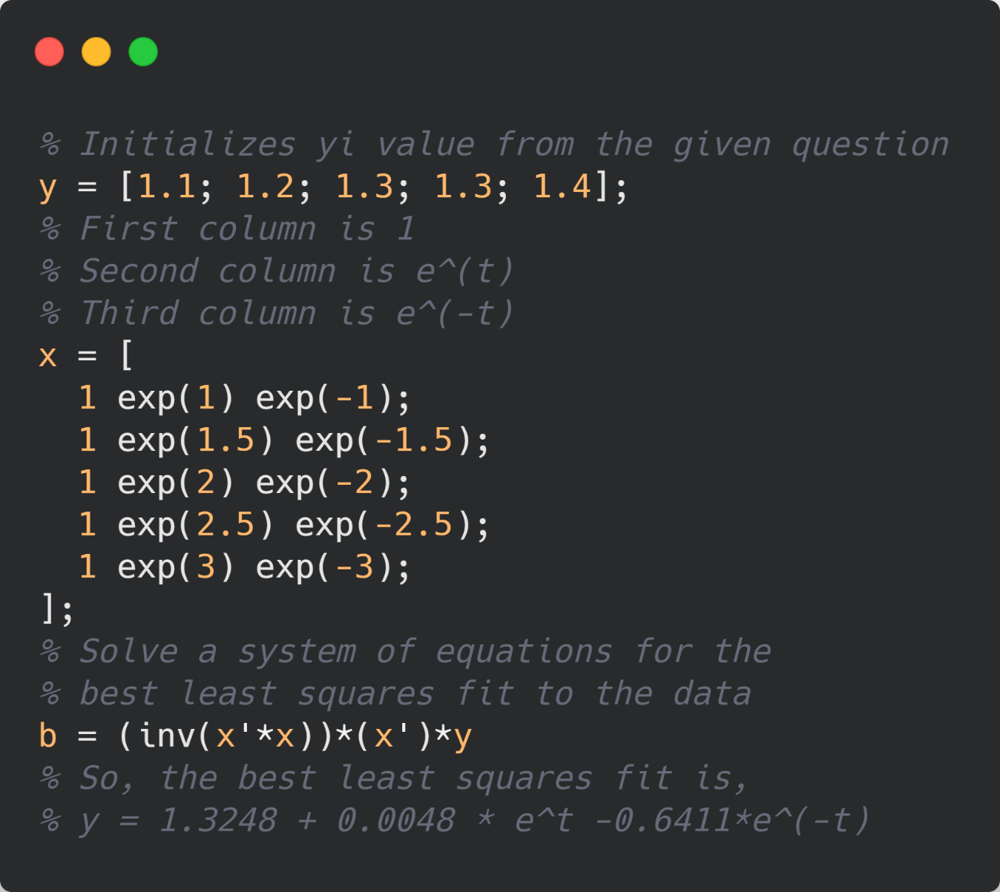 % Initializes yi value from the given question
y = [1.1; 1.2; 1.3; 1.3; 1.4];
% First column is 1
% Second column is e^(t)
% Third column is e^(-t)
x = [
  1 exp(1) exp(-1);
  1 exp(1.5) exp(-1.5);
  1 exp(2) exp(-2);
  1 exp(2.5) exp(-2.5);
  1 exp(3) exp(-3);
];
% Solve a system of equations for the
% best least squares fit to the data
b = (inv(x'*x))*(x')*y
% So, the best least squares fit is,
% y = 1.3248 + 0.0048 * e^t -0.6411*e^(-t)